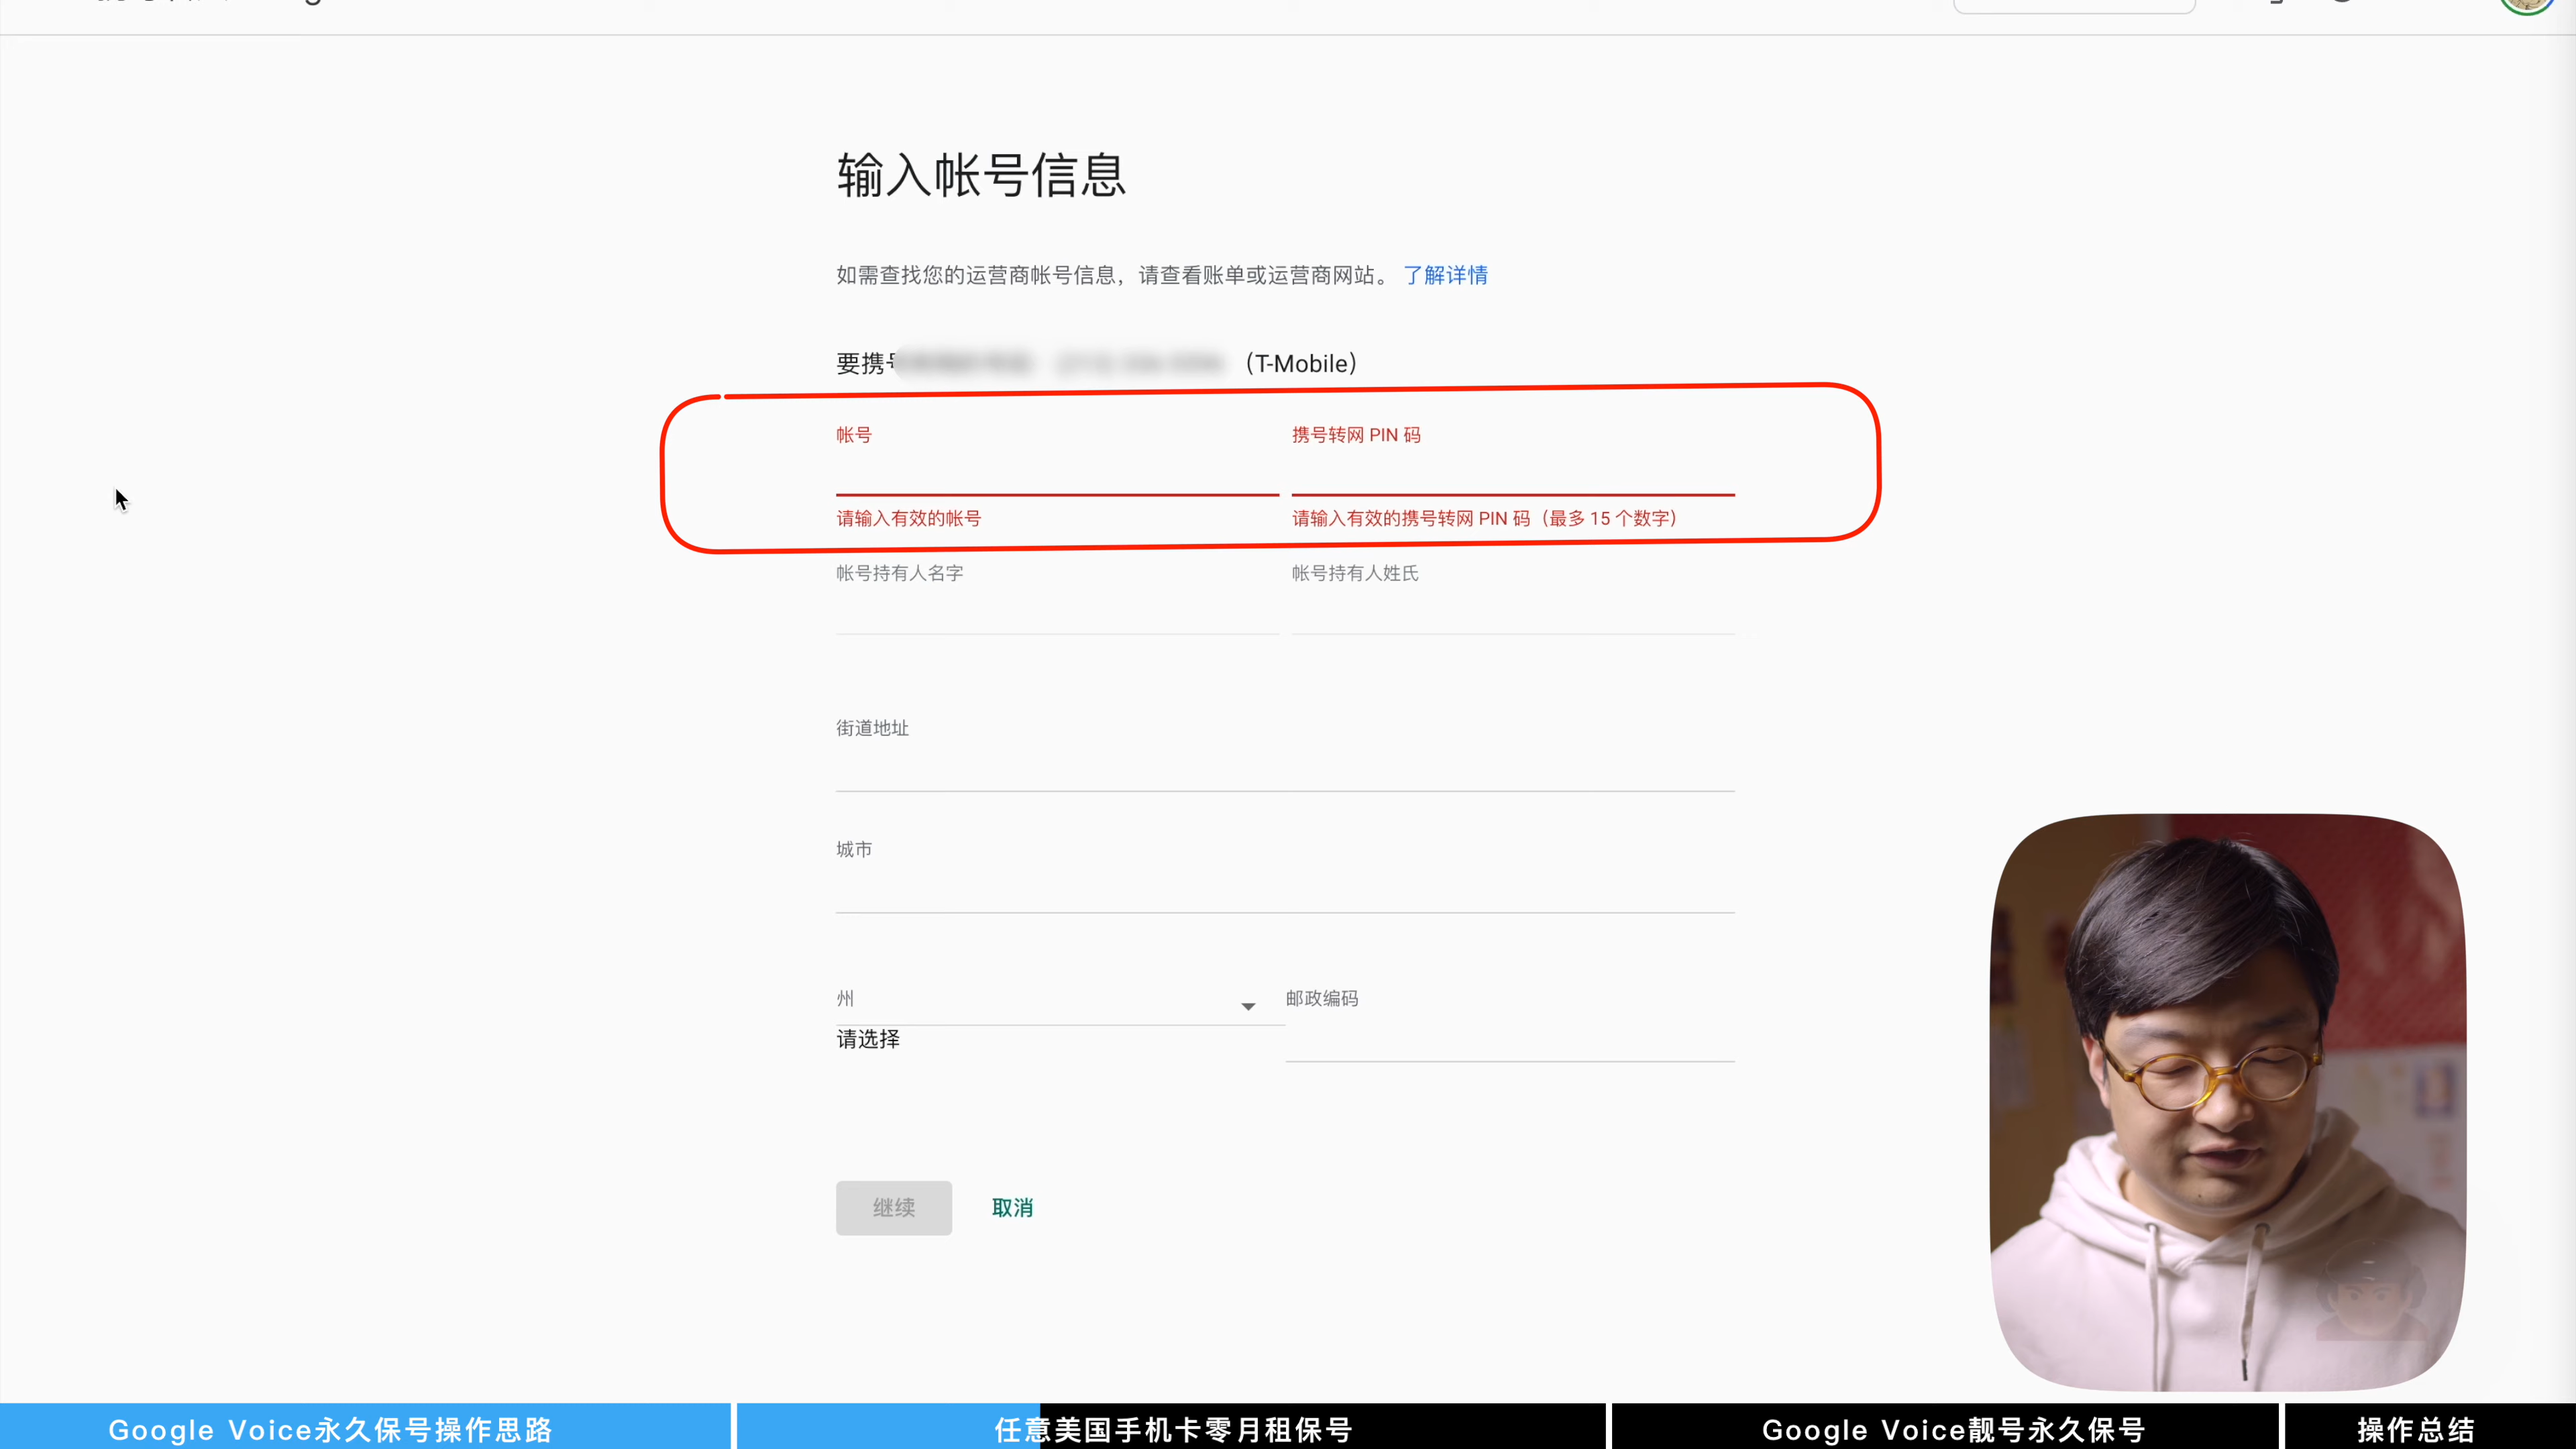 输入帐号信息
如需查找您的运营商帐号信息，请查看账单或运营商网站。 了解详情
要携 （T-Mobile）
帐号
携号转网 PIN 码
请输入有效的帐号
请输入有效的携号转网 PIN 码（最多 15 个数字）
帐号持有人名字
帐号持有人姓氏
街道地址
城市
州
邮政编码
请选择
继续
取消
Google Voice永久保号操作思路
任意美国手机卡零月租保号
Google Voice靓号永久保号
操作总结